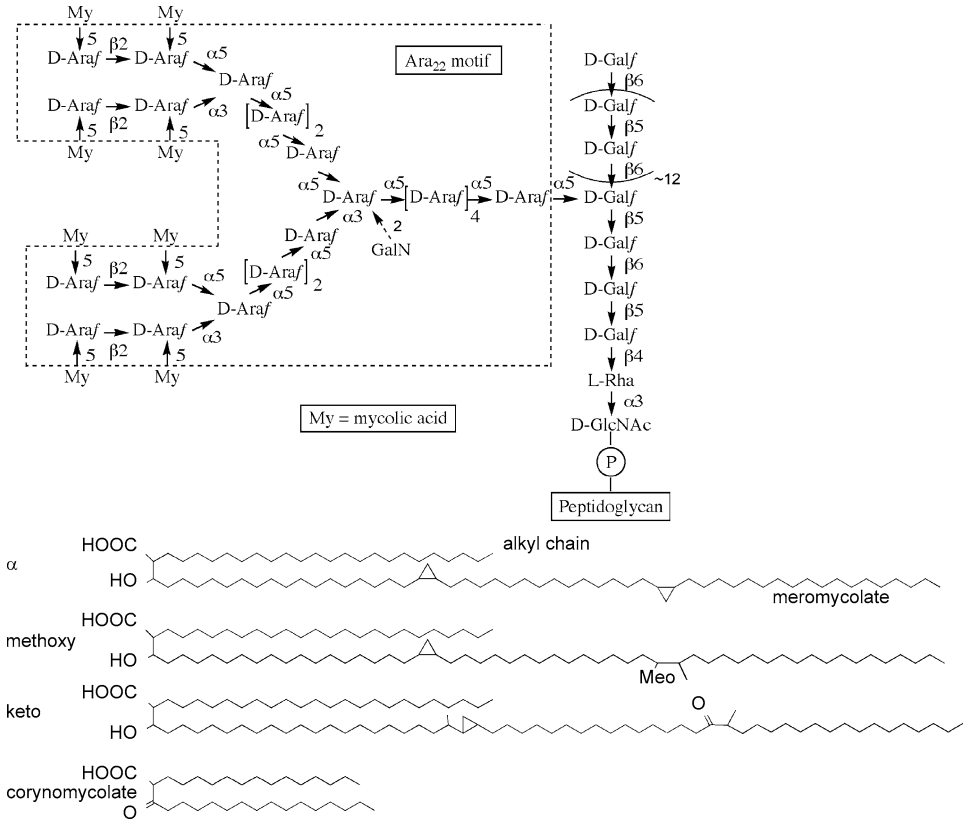 My My
5 β2 5 α5
D-Araf D-Araf
D-Araf
Ara22 motif
D-Galf
β6
α5
D-Araf D-Araf α3 [D-Araf]2
D-Galf
5 β2 5
α5 D-Araf
β5
My My
D-Galf
β6
~12
α5 D-Araf α5 [D-Araf]4 α5 D-Araf α5 D-Galf
α3
2
β5
My My
D-Araf
GalN
D-Galf
5 β2 5 α5
α5
β6
[D-Araf]2
D-Araf D-Araf
α5
D-Galf
D-Araf
β5
D-Araf D-Araf α3
D-Galf
5 β2 5
β4
My My
L-Rha
α3
My = mycolic acid
D-GlcNAc
P
Peptidoglycan
HOOC
alkyl chain
α
HO
meromycolate
HOOC
methoxy
HO
Meo
HOOC
keto
O
HO
HOOC
corynomycolate
O